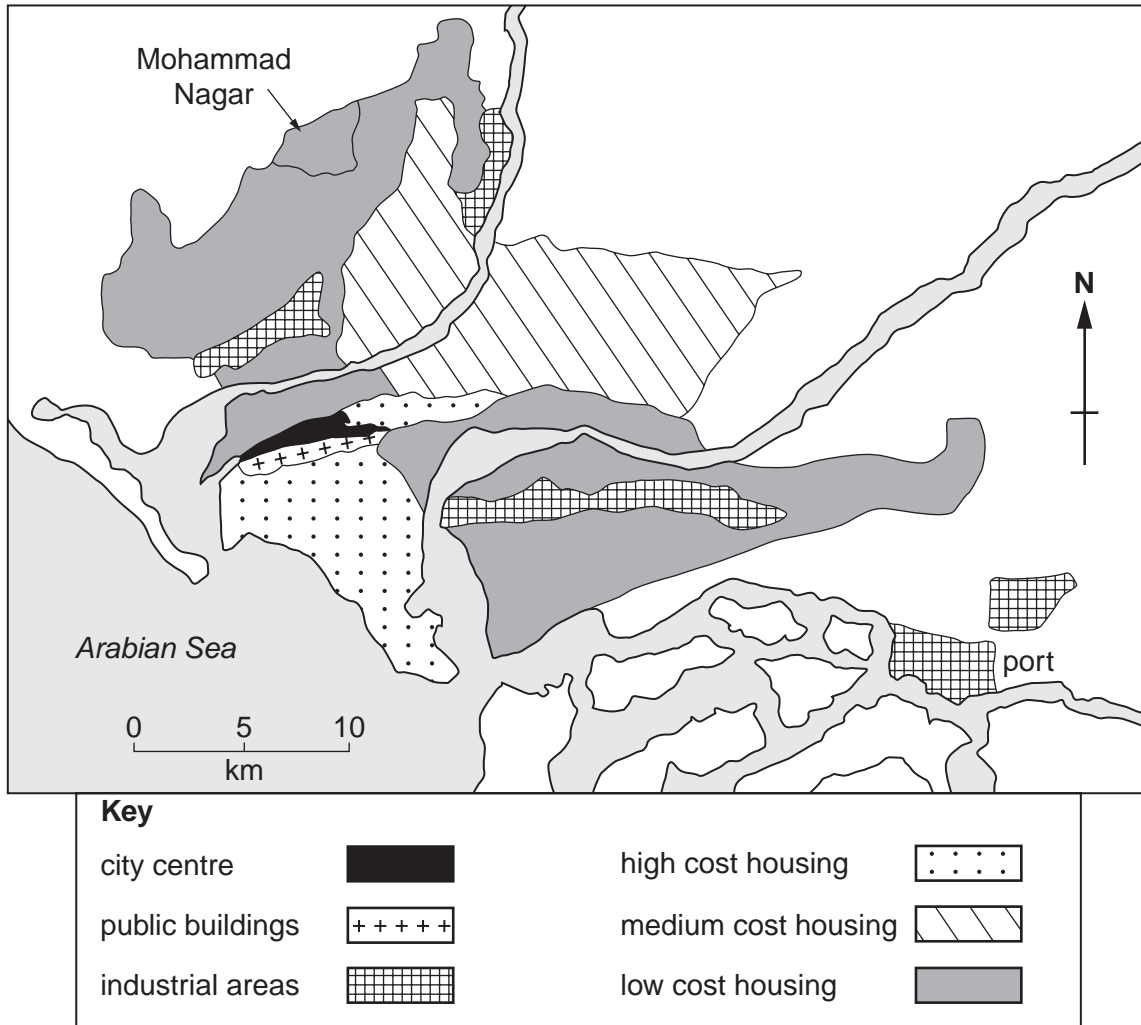 Mohammad
Nagar
N
Arabian Sea
port
0 5 10
km
Key
city centre
public buildings
industrial areas
high cost housing
medium cost housing
low cost housing